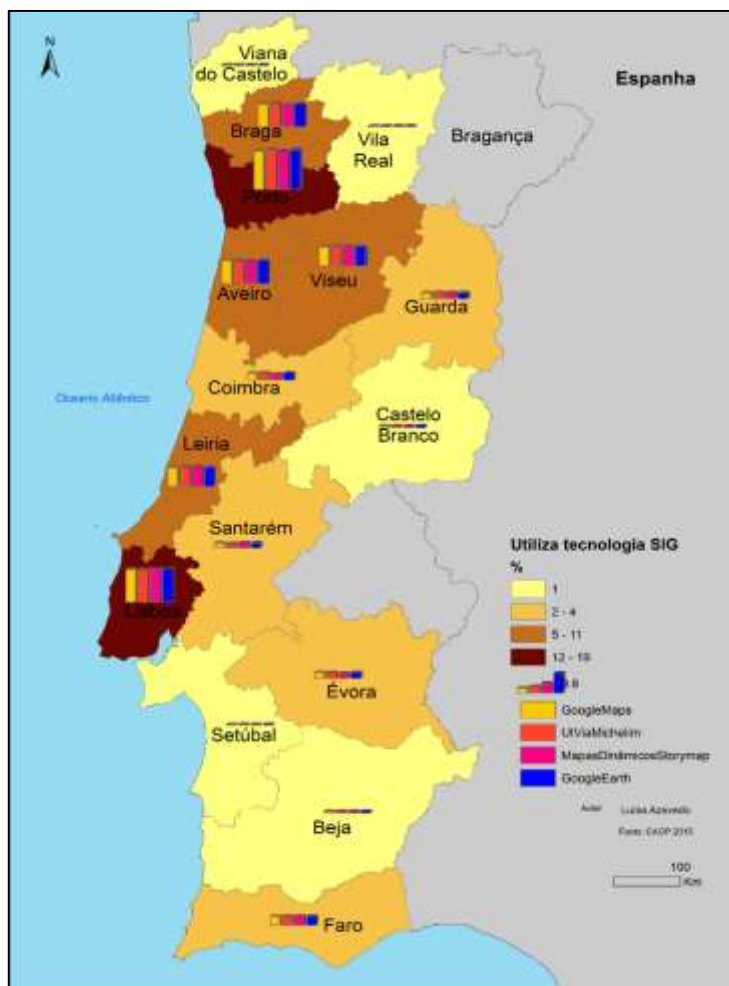 N
Viana
do Castelo
Espanha
Braga
Vila
Real
Bragança
Porto
Viseu
Aveiro
Guarda
Coimbra
Oceano Atlântico
Castelo
Branco
Leiria
Santarém
Utiliza tecnologia SIG
%
1
2 - 4
5 - 11
Lisboa
12 - 18
GoogleMaps
Évora
UtViaMichelim
Setúbal
MapasDinâmicosStorymap
GoogleEarth
Beja
Autor Luísa Azevedo
Fonte: CAOP 2015
100
Km
Faro